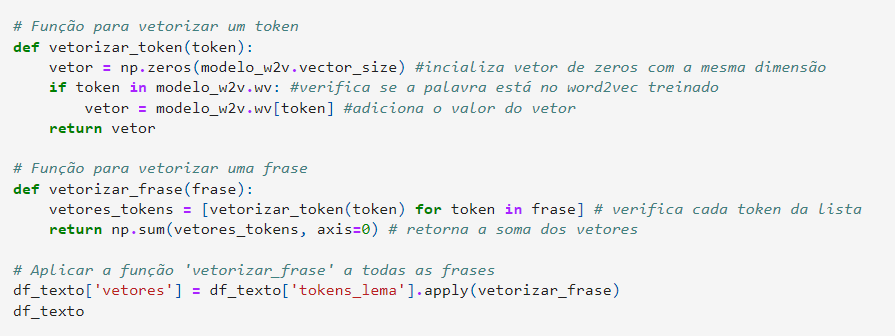 # Função para vetorizar um token
def vetorizar_token(token):
    vetor = np.zeros(modelo_w2v.vector_size) #incializa vetor de zeros com a mesma dimensão
    if token in modelo_w2v.wv: #verifica se a palavra está no word2vec treinado
        vetor = modelo_w2v.wv[token] #adiciona o valor do vetor
    return vetor

# Função para vetorizar uma frase
def vetorizar_frase(frase):
    vetores_tokens = [vetorizar_token(token) for token in frase] # verifica cada token da lista
    return np.sum(vetores_tokens, axis=0) # retorna a soma dos vetores

# Aplicar a função 'vetorizar_frase' a todas as frases
df_texto['vetores'] = df_texto['tokens_lema'].apply(vetorizar_frase)
df_texto